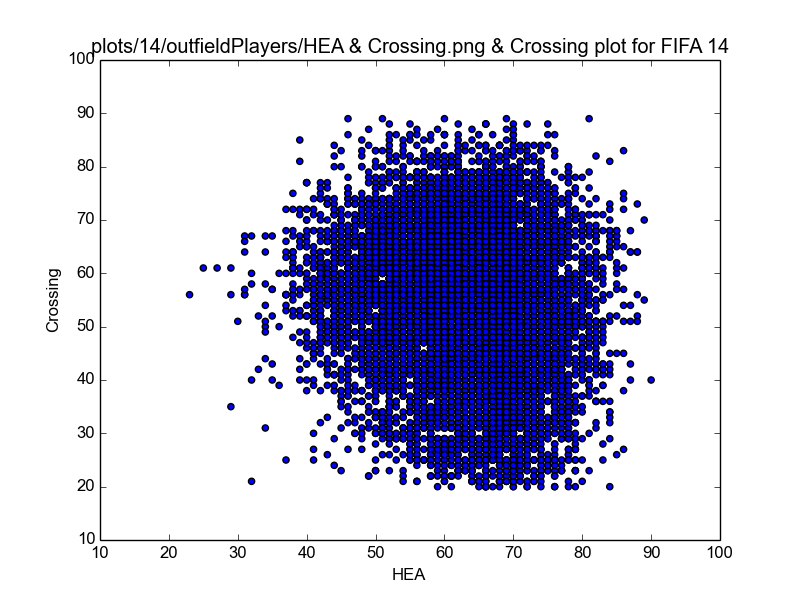 plots/14/outfieldPlayers/HEA & Crossing.png & Crossing plot for FIFA 14
100
90
80
70
60
50
40
30
20
10
Crossing
10 20 30 40 50 60 70 80 90 100
HEA